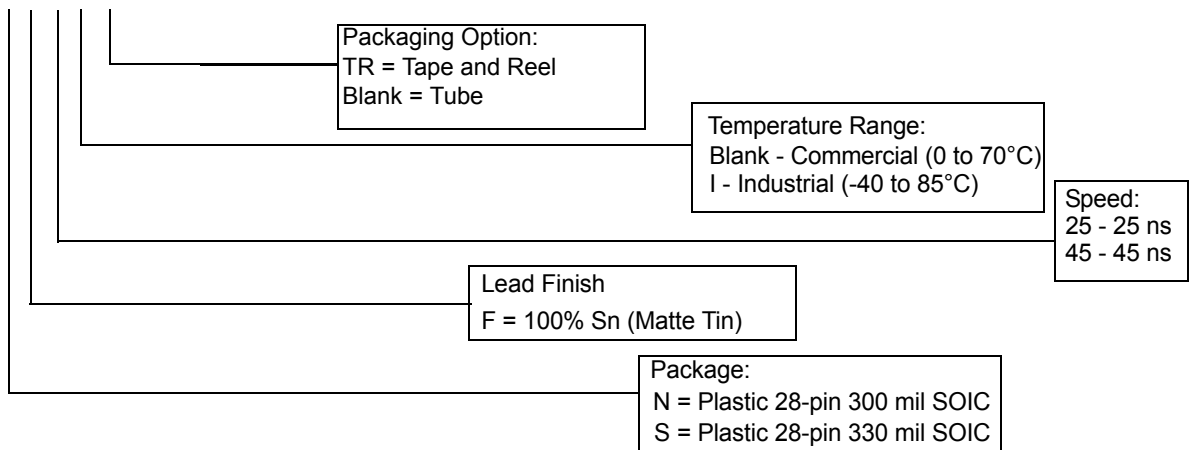 Packaging Option:
TR = Tape and Reel
Blank = Tube
Temperature Range:
Blank - Commercial (0 to 70°C)
I - Industrial (-40 to 85°C)
Speed:
25 - 25 ns
45 - 45 ns
Lead Finish
F = 100% Sn (Matte Tin)
Package:
N = Plastic 28-pin 300 mil SOIC
S = Plastic 28-pin 330 mil SOIC